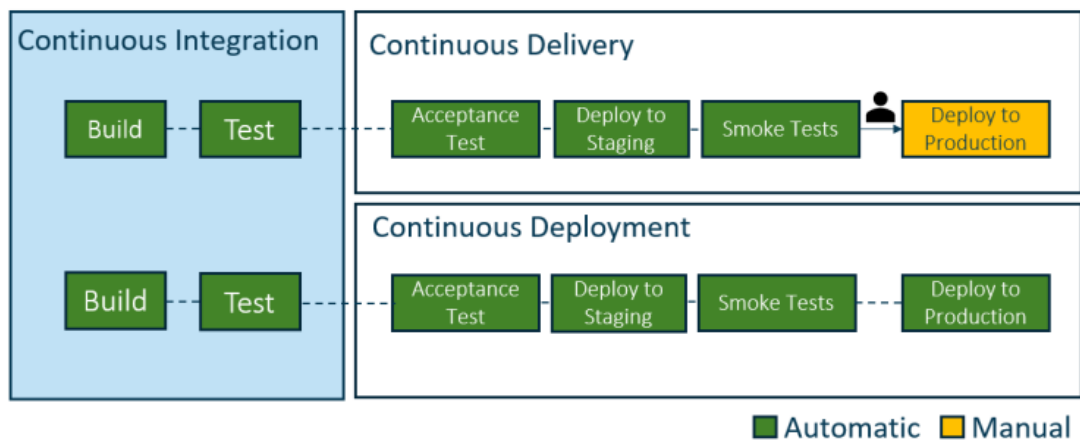 Continuous Integration
Build
Test
Continuous Delivery
Acceptance
Test
Deploy to
Staging
Smoke Tests
Deploy to
Production
Build
Test
Continuous Deployment
Acceptance
Test
Deploy to
Staging
Smoke Tests
Deploy to
Production
Automatic
Manual